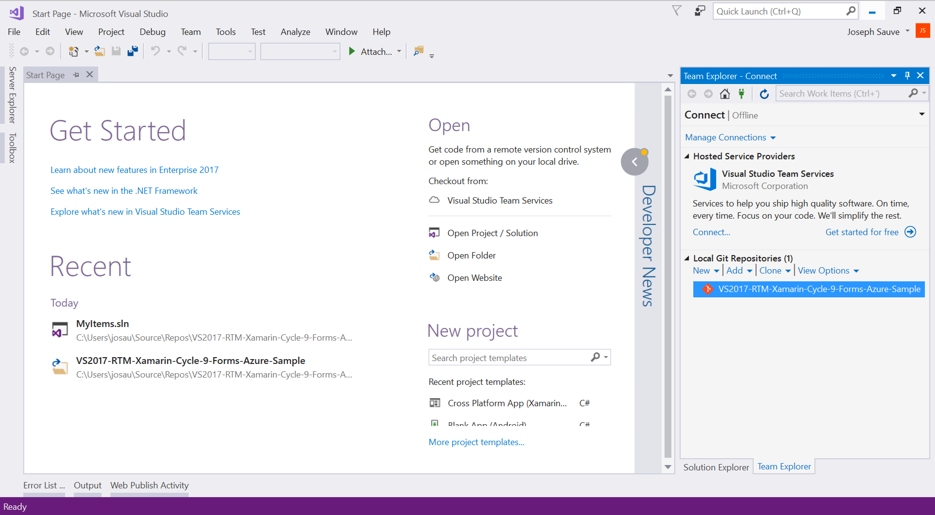 Start Page - Microsoft Visual Studio
Quick Launch (Ctrl+Q)
File Edit View Project Debug Team Tools Test Analyze Window Help
Joseph Sauve
JS
Attach...
Server Explorer
Toolbox
Start Page
Get Started
Learn about new features in Enterprise 2017
See what's new in the .NET Framework
Explore what's new in Visual Studio Team Services
Recent
Today
MyItems.sln
C:\Users\josau\Source\Repos\VS2017-RTM-Xamarin-Cycle-9-Forms-A...
VS2017-RTM-Xamarin-Cycle-9-Forms-Azure-Sample
C:\Users\josau\Source\Repos\VS2017-RTM-Xamarin-Cycle-9-Forms-A...
Open
Get code from a remote version control system
or open something on your local drive.
Checkout from:
Visual Studio Team Services
Open Project / Solution
Open Folder
Open Website
New project
Search project templates
Recent project templates:
Cross Platform App (Xamarin... C#
Blank App (Android) C#
More project templates...
Developer News
Team Explorer - Connect
Search Work Items (Ctrl+')
Connect | Offline
Manage Connections
Hosted Service Providers
Visual Studio Team Services
Microsoft Corporation
Services to help you ship high quality software. On time,
every time. Focus on your code. We'll simplify the rest.
Connect... Get started for free
Local Git Repositories (1)
New | Add | Clone | View Options
VS2017-RTM-Xamarin-Cycle-9-Forms-Azure-Sample
Solution Explorer Team Explorer
Error List ... Output Web Publish Activity
Ready